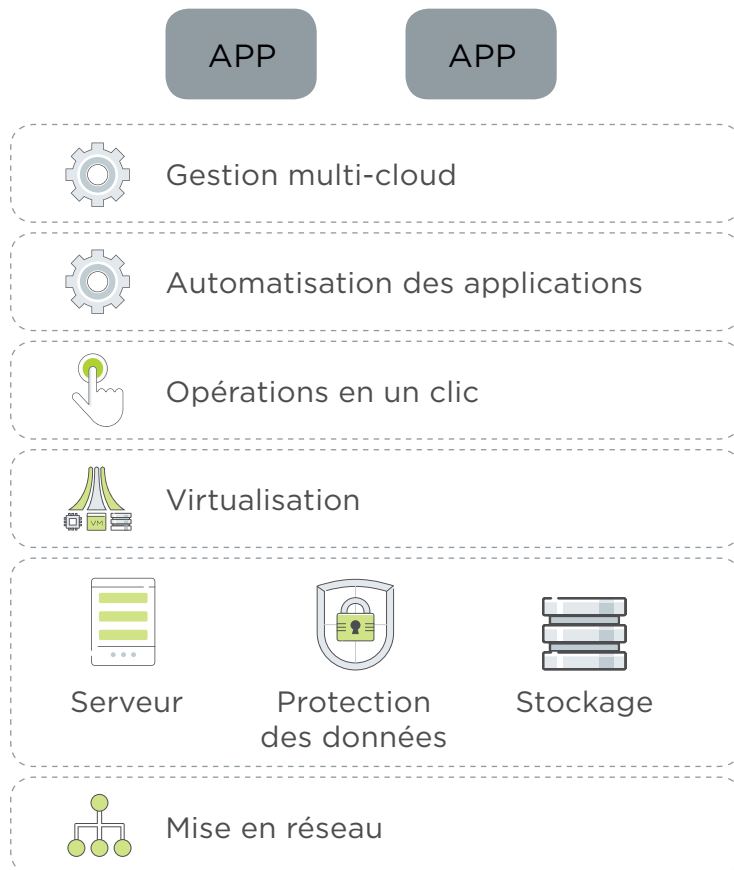 APP APP
Gestion multi-cloud
Automatisation des applications
Opérations en un clic
VM
Virtualisation
Serveur
Protection
des données
Stockage
Mise en réseau